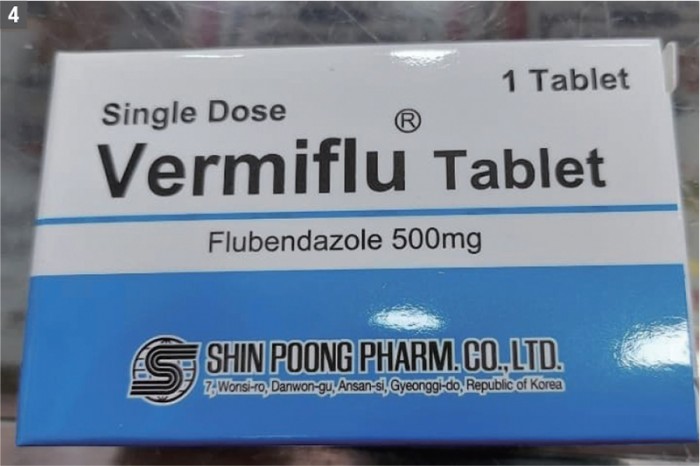 4
1 Tablet
Single Dose
Vermiflu® Tablet
Flubendazole 500mg
SHIN POONG PHARM. CO., LTD.
7, Wonsi-ro, Danwon-gu, Ansan-si, Gyeonggi-do, Republic of Korea